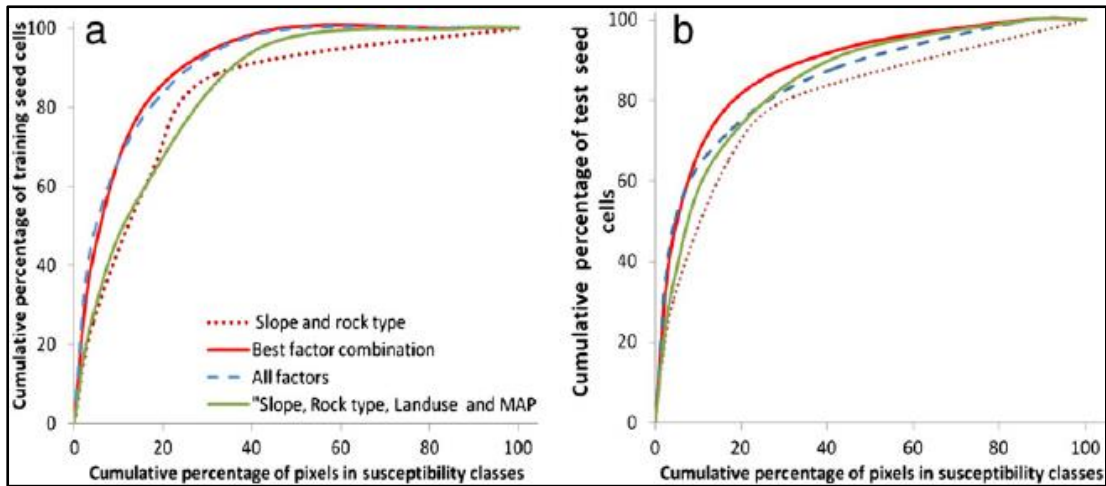 a
Cumulative percentage of training seed cells
100
80
60
40
20
0
0 20 40 60 80 100
Cumulative percentage of pixels in susceptibility classes
Slope and rock type
Best factor combination
All factors
"Slope, Rock type, Landuse and MAP
b
Cumulative percentage of test seed
cells
100
80
60
40
20
0
0 20 40 60 80 100
Cumulative percentage of pixels in susceptibility classes